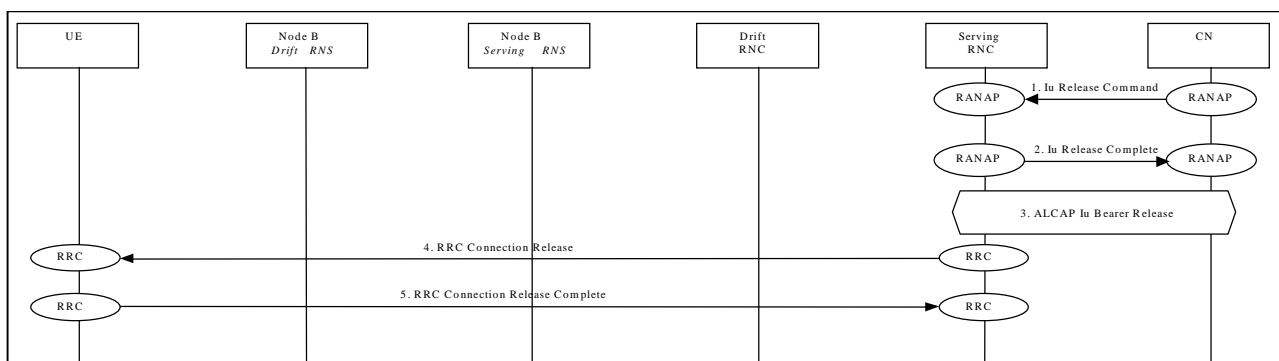 UE
Node B
Drift RNS
Node B
Serving RNS
Drift
RNC
Serving
RNC
CN
RANAP
1. Iu Release Command
RANAP
RANAP
2. Iu Release Complete
RANAP
3. ALCAP Iu Bearer Release
RRC
4. RRC Connection Release
RRC
RRC
5. RRC Connection Release Complete
RRC